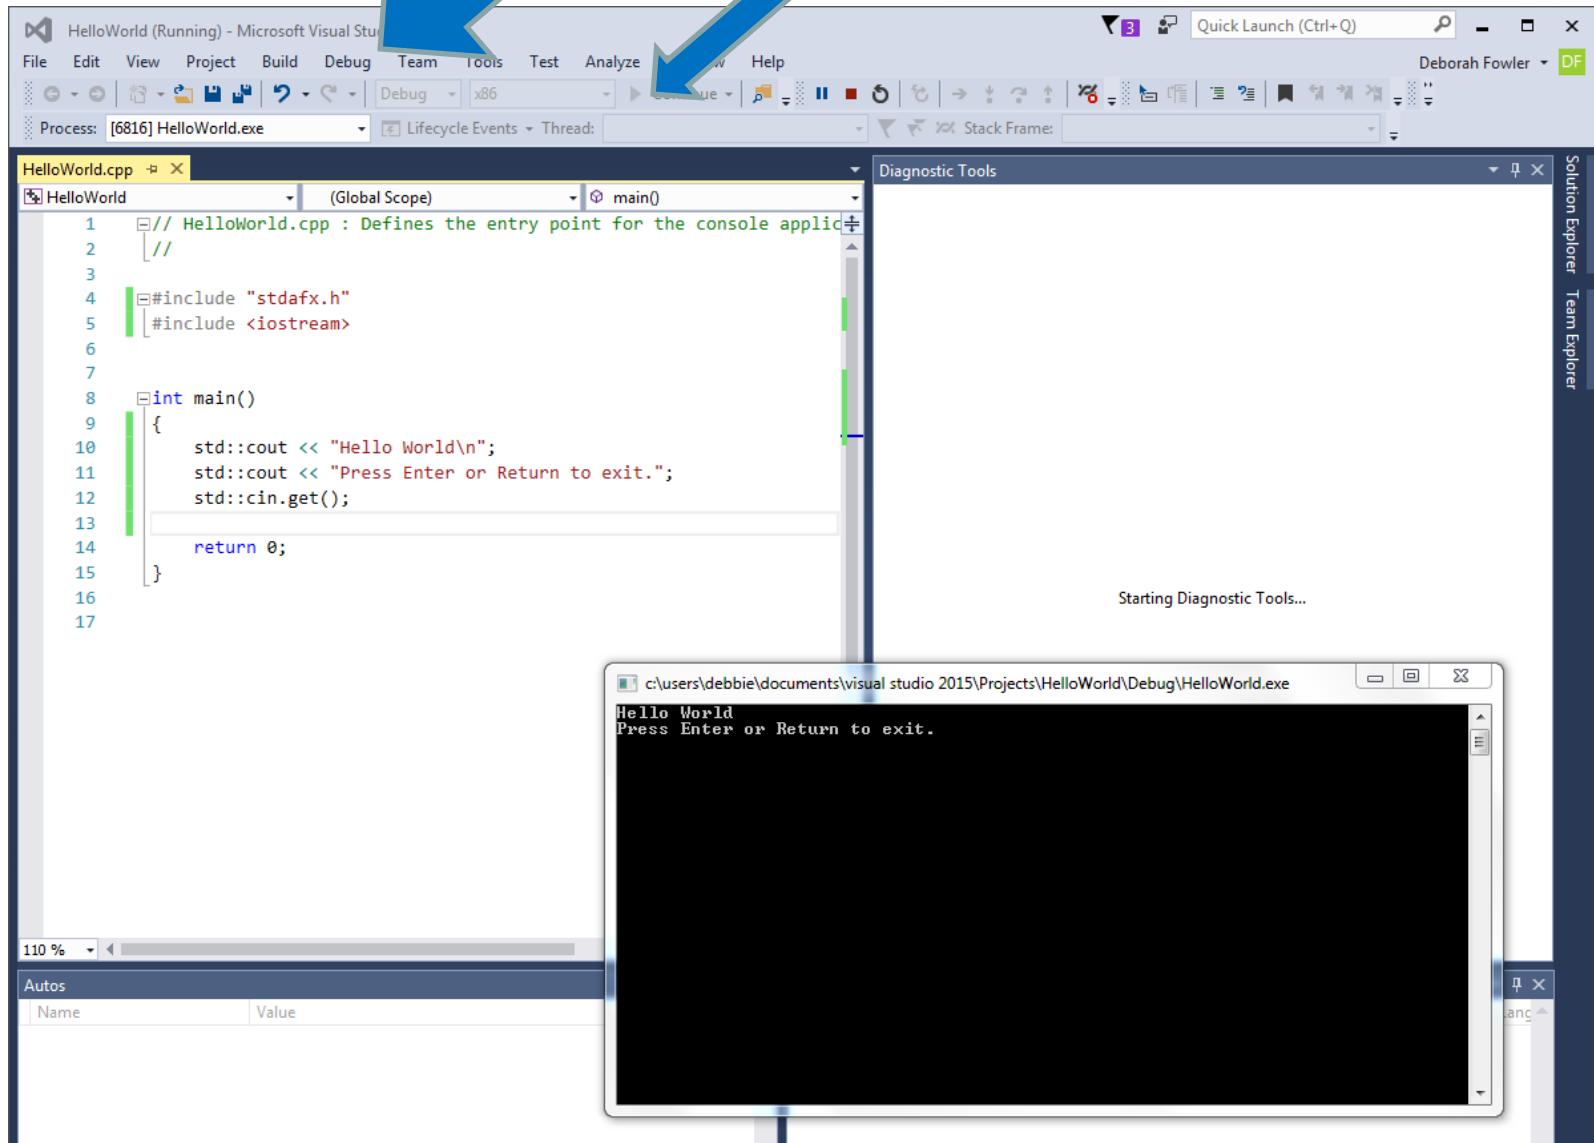 HelloWorld (Running) - Microsoft Visual Stu
3
Quick Launch (Ctrl+Q)
File Edit View Project Build Debug Team Tools Test Analyze Help
Deborah Fowler DF
Debug x86
Process: [6816] HelloWorld.exe Lifecycle Events Thread: Stack Frame:
HelloWorld.cpp
HelloWorld (Global Scope) main()
1 // HelloWorld.cpp : Defines the entry point for the console applic
2 //
3
4 #include "stdafx.h"
5 #include <iostream>
6
7
8 int main()
9 {
10 std::cout << "Hello World\n";
11 std::cout << "Press Enter or Return to exit.";
12 std::cin.get();
13
14 return 0;
15 }
16
17
110 %
Diagnostic Tools
Starting Diagnostic Tools...
Solution Explorer
Team Explorer
c:\users\debbie\documents\visual studio 2015\Projects\HelloWorld\Debug\HelloWorld.exe
Hello World
Press Enter or Return to exit.
Autos
Name Value